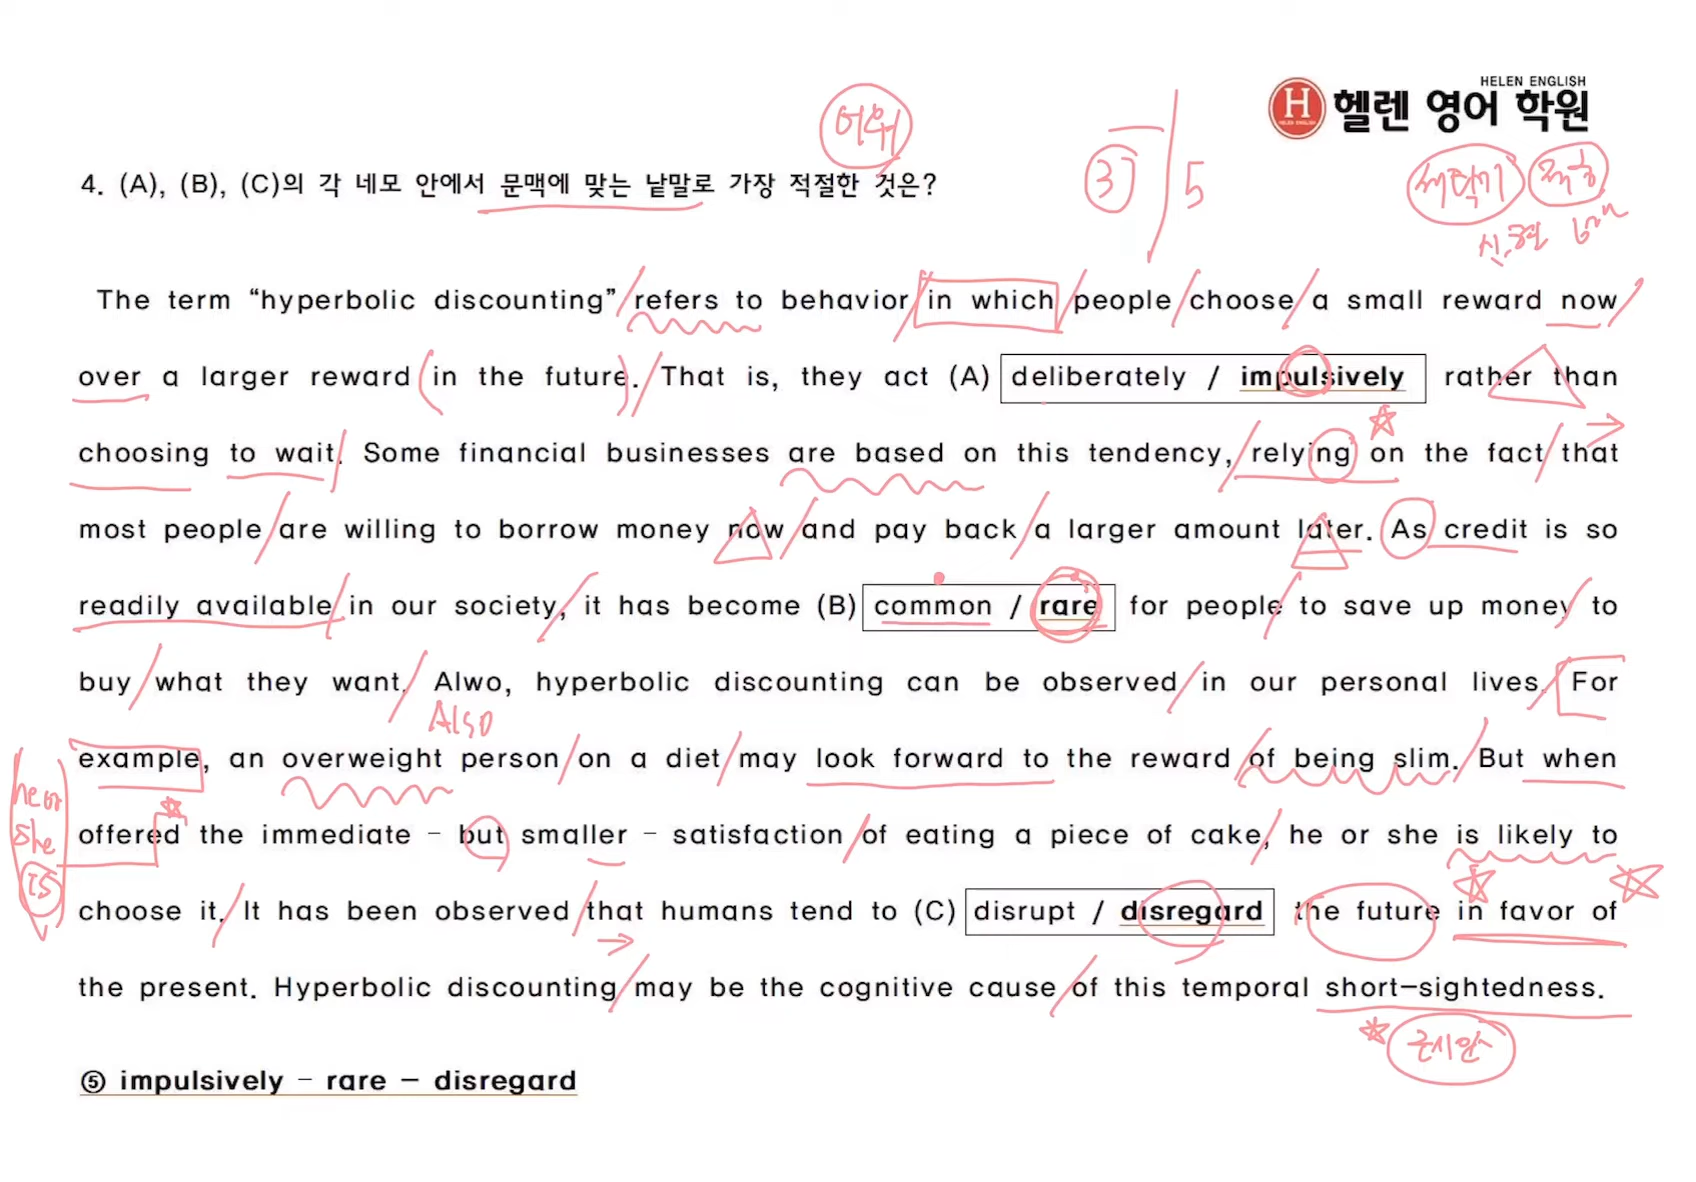 HELEN ENGLISH
H 헬렌 영어 학원
HELEN ENGLISH
어휘
③ 5
4. (A), (B), (C)의 각 네모 안에서 문맥에 맞는 낱말로 가장 적절한 것은?
The term “hyperbolic discounting” refers to behavior in which people choose a small reward now
over a larger reward in the future. That is, they act (A) deliberately / impulsively rather than
choosing to wait. Some financial businesses are based on this tendency, relying on the fact that
most people are willing to borrow money now and pay back a larger amount later. As credit is so
readily available in our society, it has become (B) common / rare for people to save up money to
buy what they want. Alwo, hyperbolic discounting can be observed in our personal lives. For
Also
example, an overweight person on a diet may look forward to the reward of being slim. But when
he or
she
is
offered the immediate – but smaller – satisfaction of eating a piece of cake, he or she is likely to
choose it. It has been observed that humans tend to (C) disrupt / disregard the future in favor of
the present. Hyperbolic discounting may be the cognitive cause of this temporal short-sightedness.
근시안
⑤ impulsively – rare – disregard